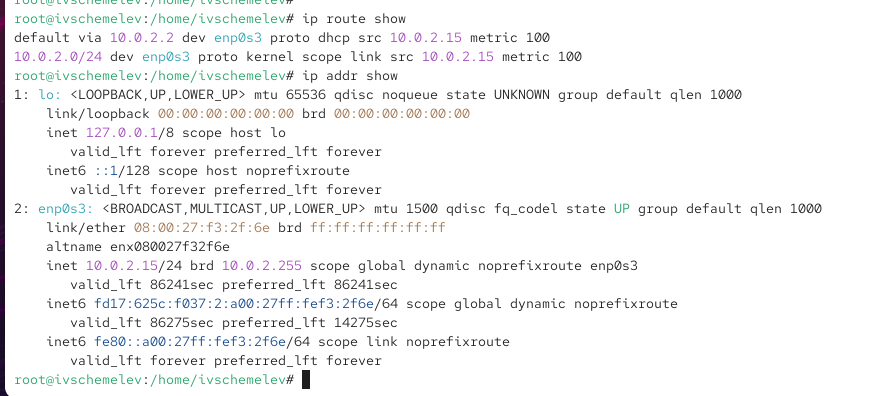 root@ivschemelev:/home/ivschemelev# ip route show
default via 10.0.2.2 dev enp0s3 proto dhcp src 10.0.2.15 metric 100
10.0.2.0/24 dev enp0s3 proto kernel scope link src 10.0.2.15 metric 100
root@ivschemelev:/home/ivschemelev# ip addr show
1: lo: <LOOPBACK,UP,LOWER_UP> mtu 65536 qdisc noqueue state UNKNOWN group default qlen 1000
    link/loopback 00:00:00:00:00:00 brd 00:00:00:00:00:00
    inet 127.0.0.1/8 scope host lo
       valid_lft forever preferred_lft forever
    inet6 ::1/128 scope host noprefixroute
       valid_lft forever preferred_lft forever
2: enp0s3: <BROADCAST,MULTICAST,UP,LOWER_UP> mtu 1500 qdisc fq_codel state UP group default qlen 1000
    link/ether 08:00:27:f3:2f:6e brd ff:ff:ff:ff:ff:ff
    altname enx080027f32f6e
    inet 10.0.2.15/24 brd 10.0.2.255 scope global dynamic noprefixroute enp0s3
       valid_lft 86241sec preferred_lft 86241sec
    inet6 fd17:625c:f037:2:a00:27ff:fef3:2f6e/64 scope global dynamic noprefixroute
       valid_lft 86275sec preferred_lft 14275sec
    inet6 fe80::a00:27ff:fef3:2f6e/64 scope link noprefixroute
       valid_lft forever preferred_lft forever
root@ivschemelev:/home/ivschemelev#